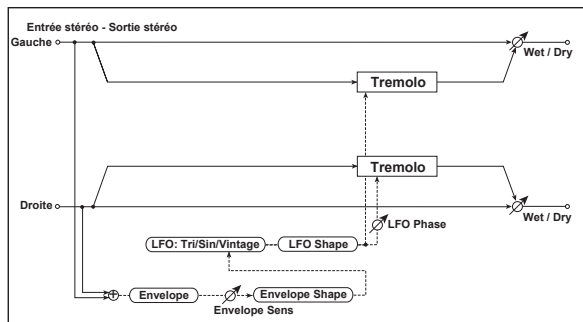 Entrée stéréo - Sortie stéréo
Gauche
Wet / Dry
Tremolo
Tremolo
Droite
Wet / Dry
LFO Phase
LFO: Tri/Sin/Vintage
LFO Shape
Envelope
Envelope Sens
Envelope Shape